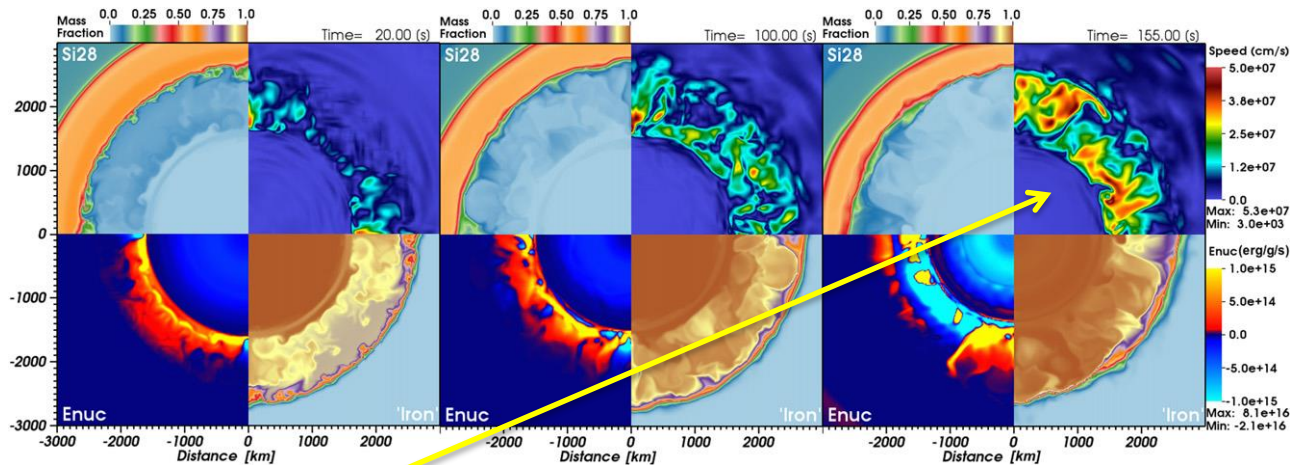 Mass Fraction 0.0 0.25 0.5 0.75 1.0
Mass Fraction 0.0 0.25 0.5 0.75 1.0
Mass Fraction 0.0 0.25 0.5 0.75 1.0
Time= 20.00 (s)
Time= 100.00 (s)
Time= 155.00 (s)
Si28
Si28
Si28
Speed (cm/s)
5.0e+07
3.8e+07
2.5e+07
1.2e+07
0.0
Max: 5.3e+07
Min: 3.0e+03
2000
1000
0
-1000
-2000
-3000
Enuc(erg/g/s)
1.0e+15
5.0e+14
0.0
-5.0e+14
-1.0e+15
Max: 8.1e+16
Min: -2.1e+16
Enuc
'Iron'
Enuc
'Iron'
Enuc
'Iron'
-3000 -2000 -1000 0 1000 2000
-2000 -1000 0 1000 2000
-2000 -1000 0 1000 2000
Distance [km]
Distance [km]
Distance [km]